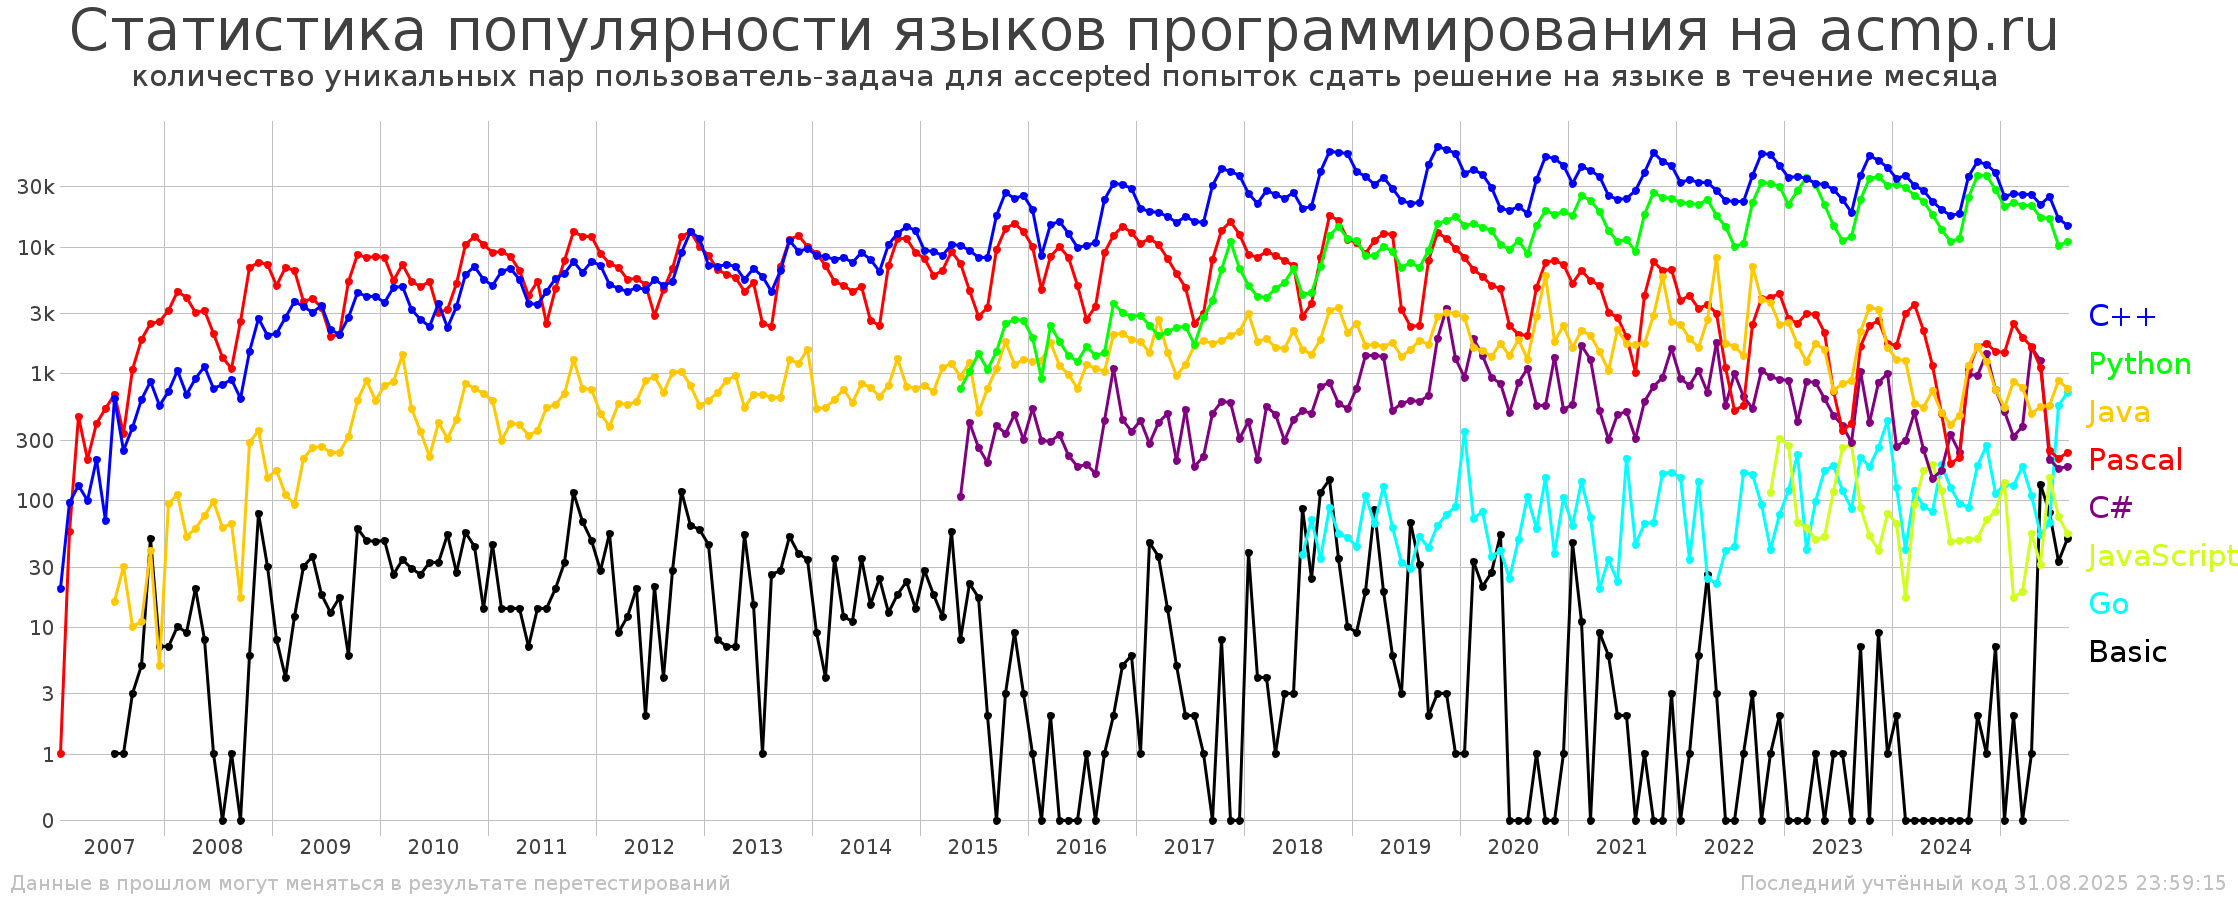 Статистика популярности языков программирования на acmp.ru
количество уникальных пар пользователь-задача для accepted попыток сдать решение на языке в течение месяца
30k
10k
3k
1k
300
100
30
10
3
1
0
C++
Python
Java
Pascal
C#
JavaScript
Go
Basic
2007 2008 2009 2010 2011 2012 2013 2014 2015 2016 2017 2018 2019 2020 2021 2022 2023 2024
Данные в прошлом могут меняться в результате перетестирований
Последний учтённый код 31.08.2025 23:59:15